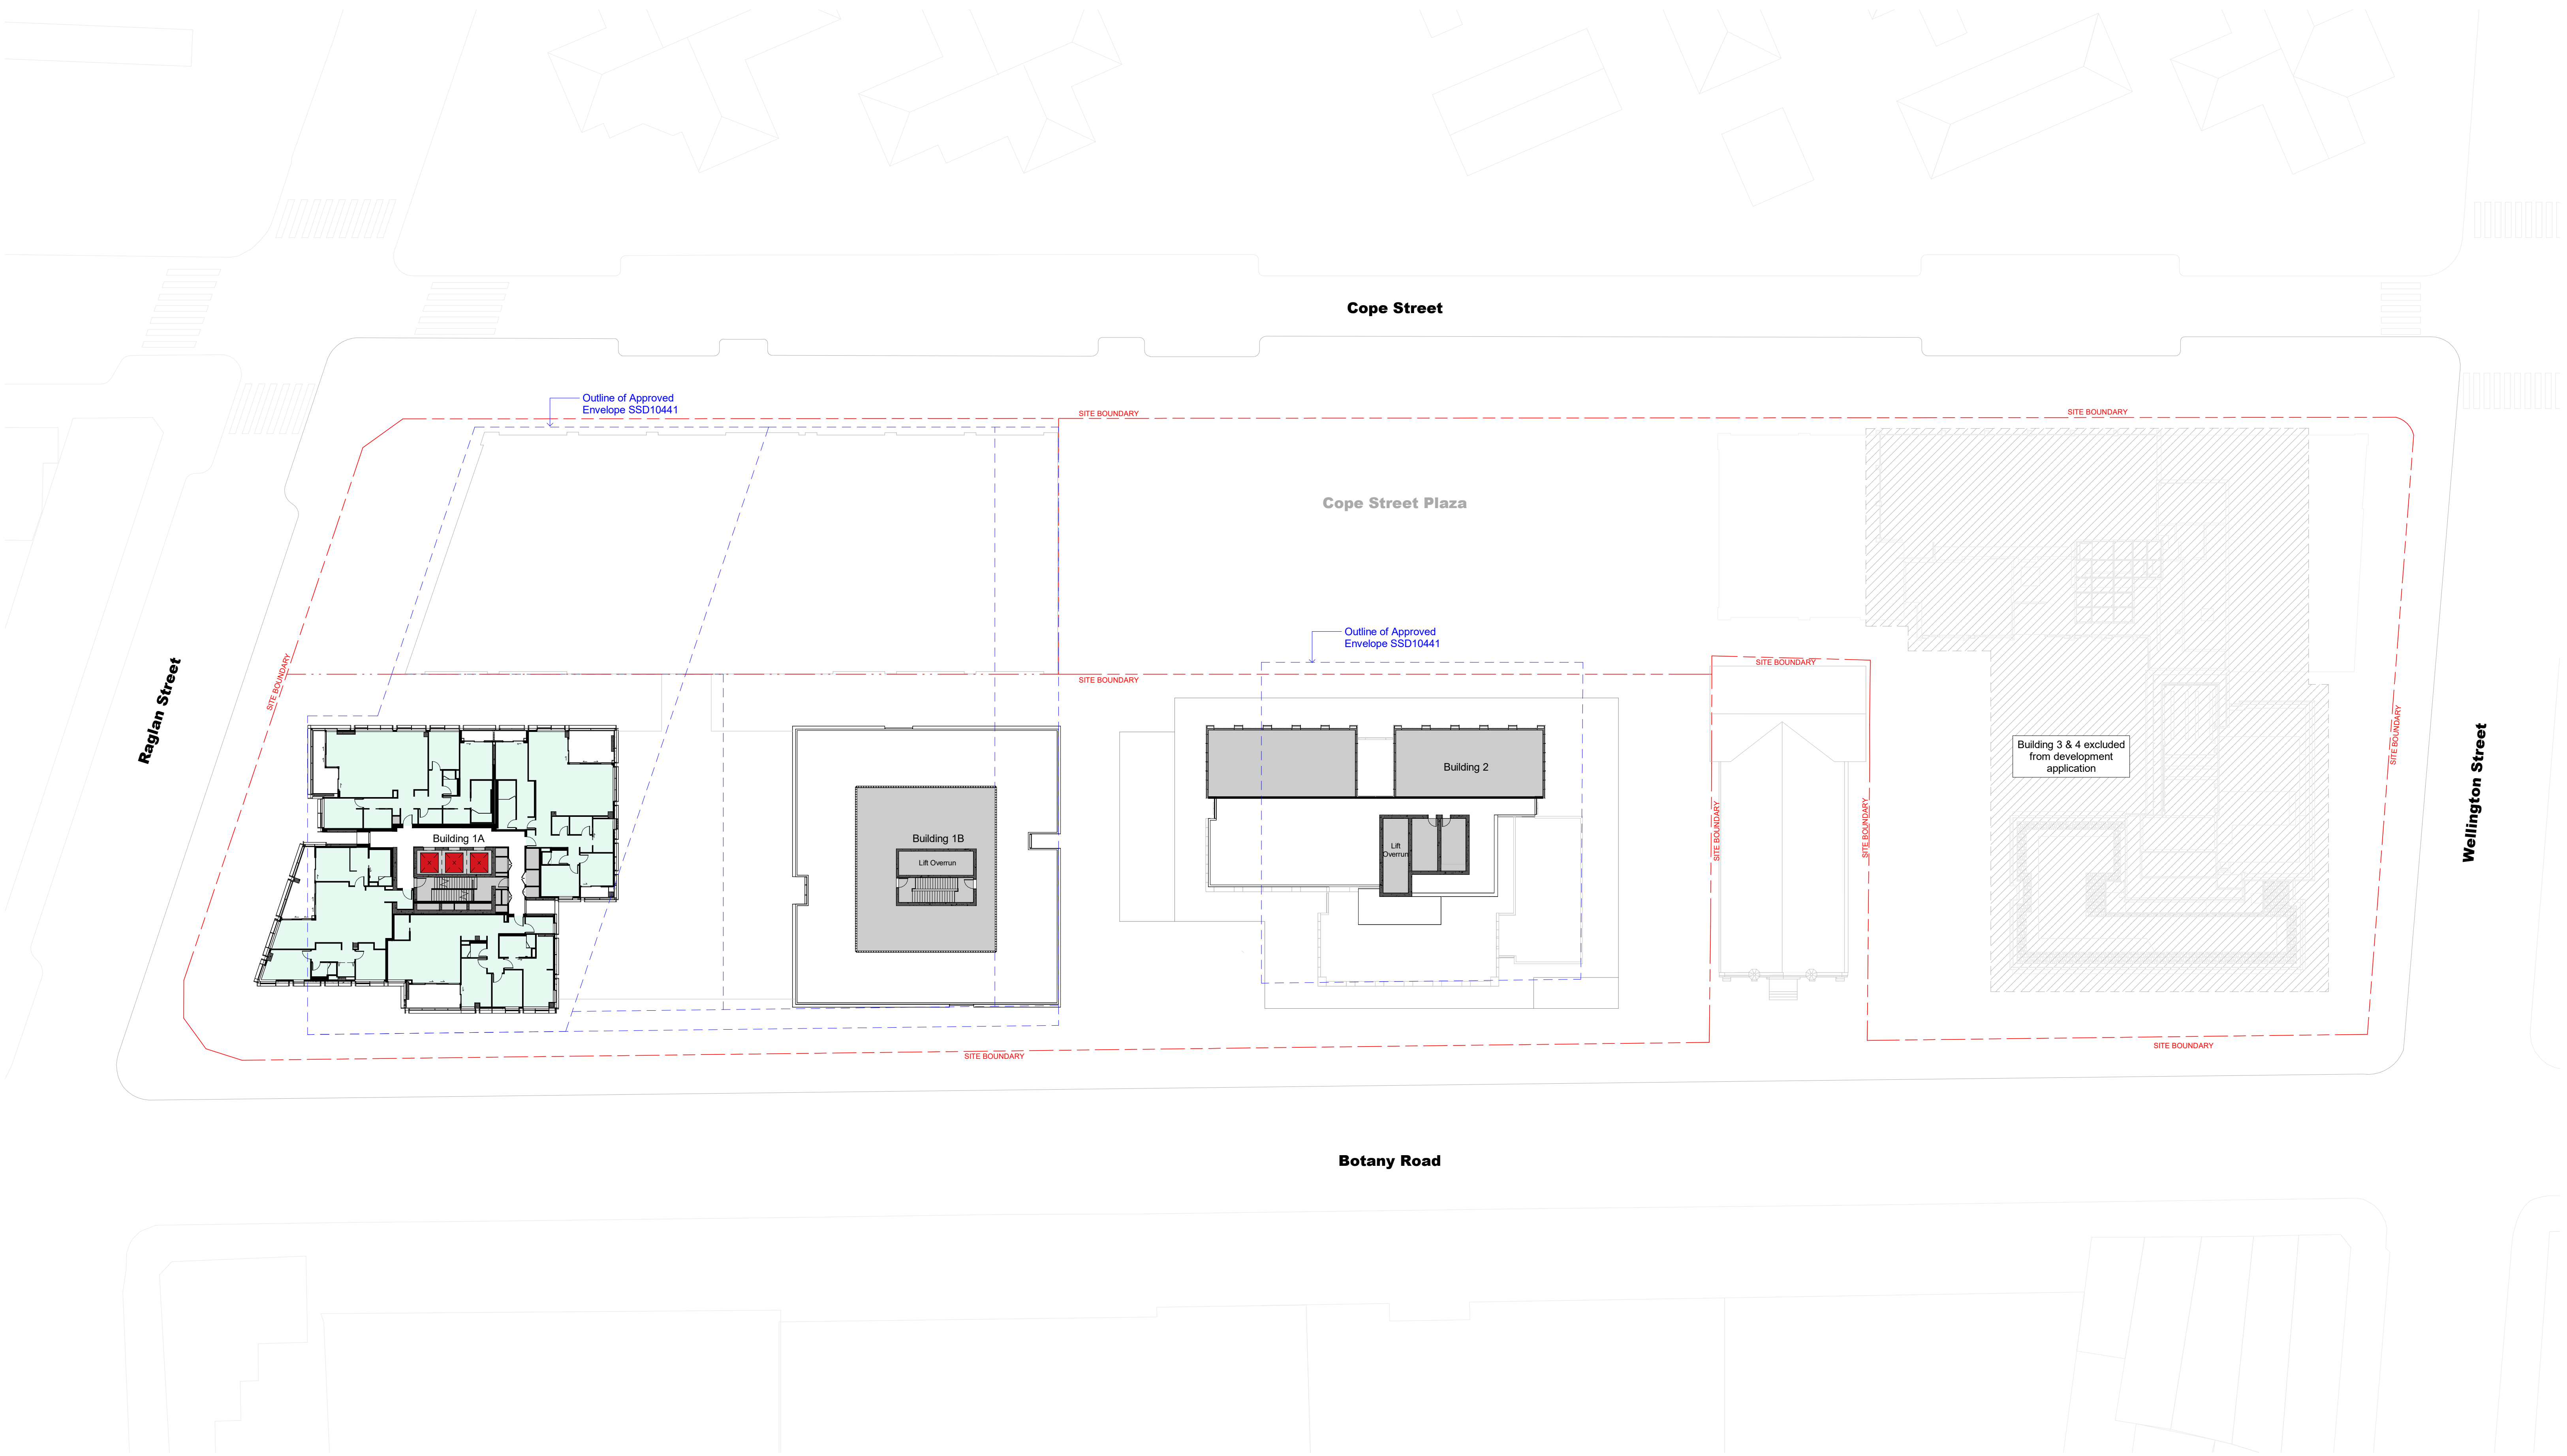 Cope Street
Outline of Approved
Envelope SSD10441
SITE BOUNDARY
SITE BOUNDARY
Cope Street Plaza
Outline of Approved
Envelope SSD10441
SITE BOUNDARY
SITE BOUNDARY
SITE BOUNDARY
Raglan Street
SITE BOUNDARY
Building 3 & 4 excluded
from development
application
Wellington Street
Building 2
SITE BOUNDARY
SITE BOUNDARY
Building 1A
Building 1B
Lift Overrun
Lift
Overrun
SITE BOUNDARY
SITE BOUNDARY
Botany Road